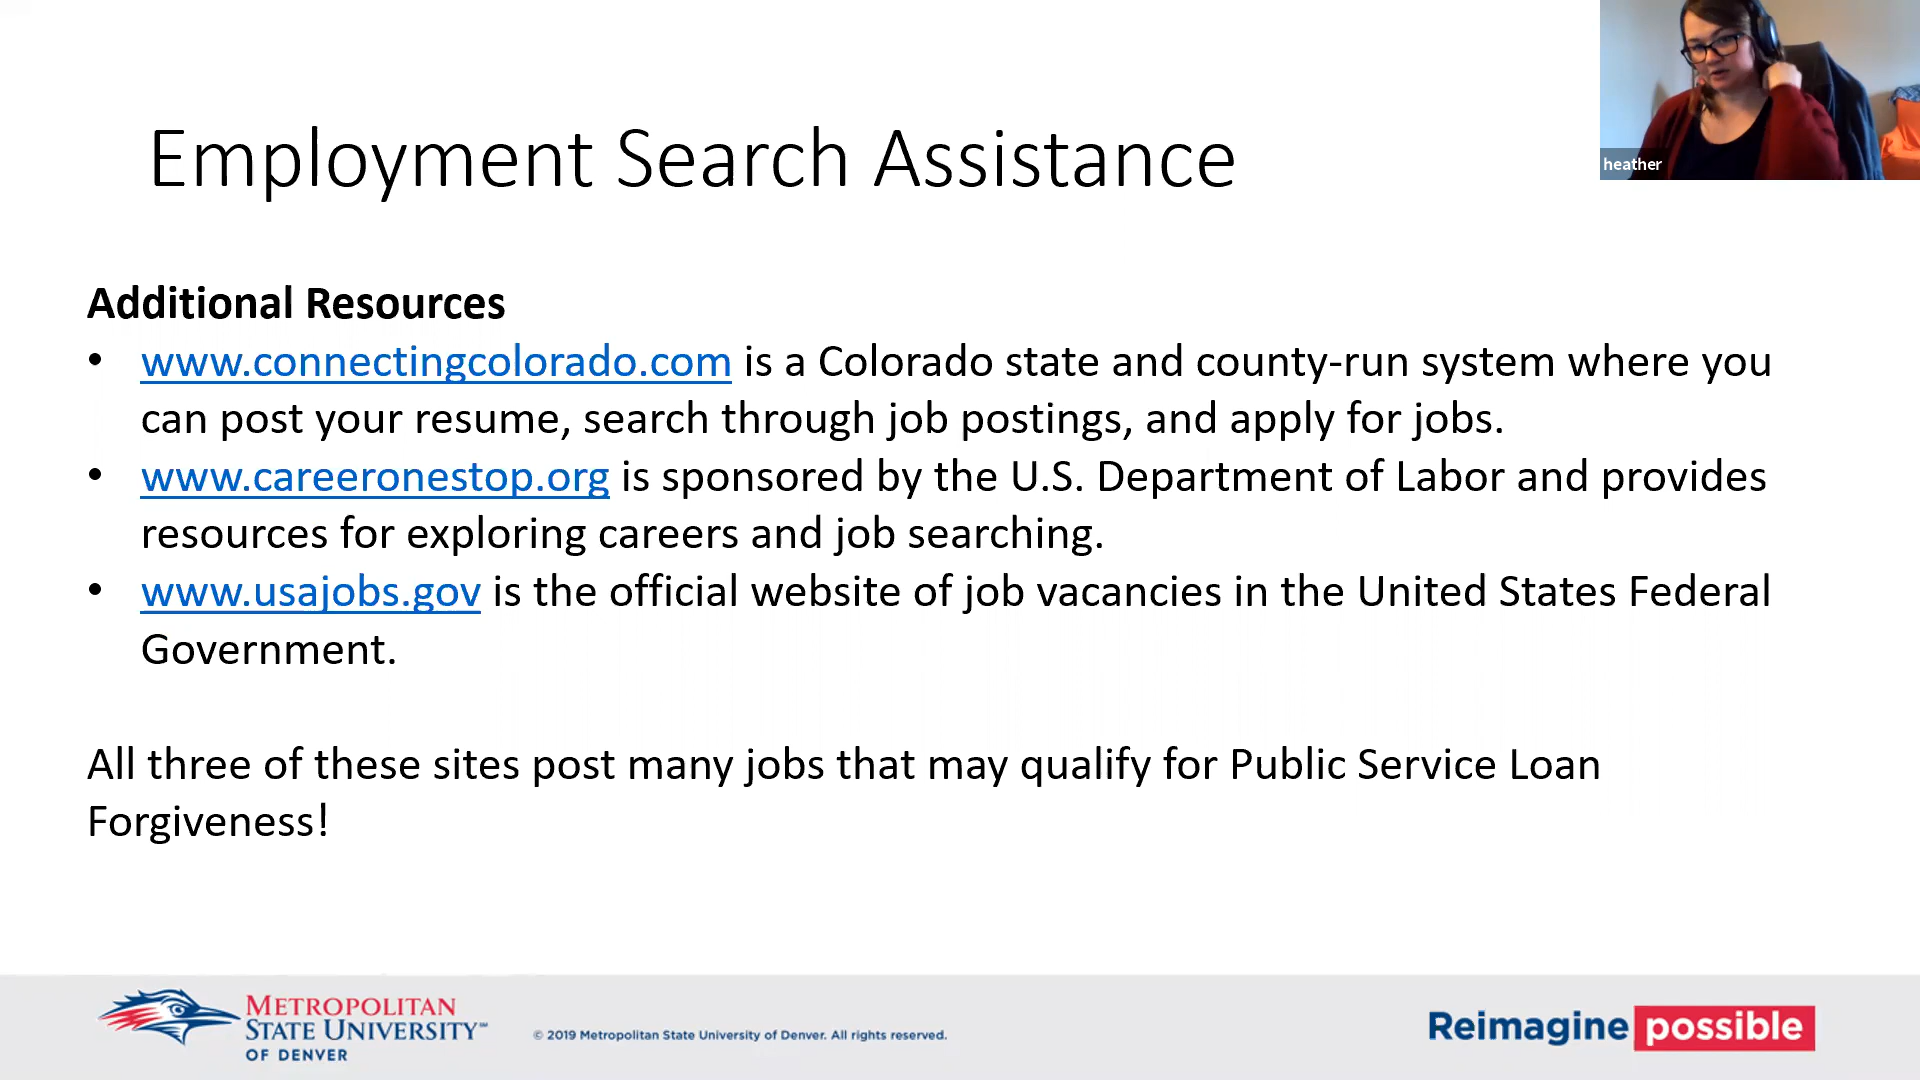 heather
Employment Search Assistance
Additional Resources
• www.connectingcolorado.com is a Colorado state and county-run system where you
can post your resume, search through job postings, and apply for jobs.
• www.careeronestop.org is sponsored by the U.S. Department of Labor and provides
resources for exploring careers and job searching.
• www.usajobs.gov is the official website of job vacancies in the United States Federal
Government.
All three of these sites post many jobs that may qualify for Public Service Loan
Forgiveness!
METROPOLITAN
STATE UNIVERSITY℠
OF DENVER
© 2019 Metropolitan State University of Denver. All rights reserved.
Reimagine possible